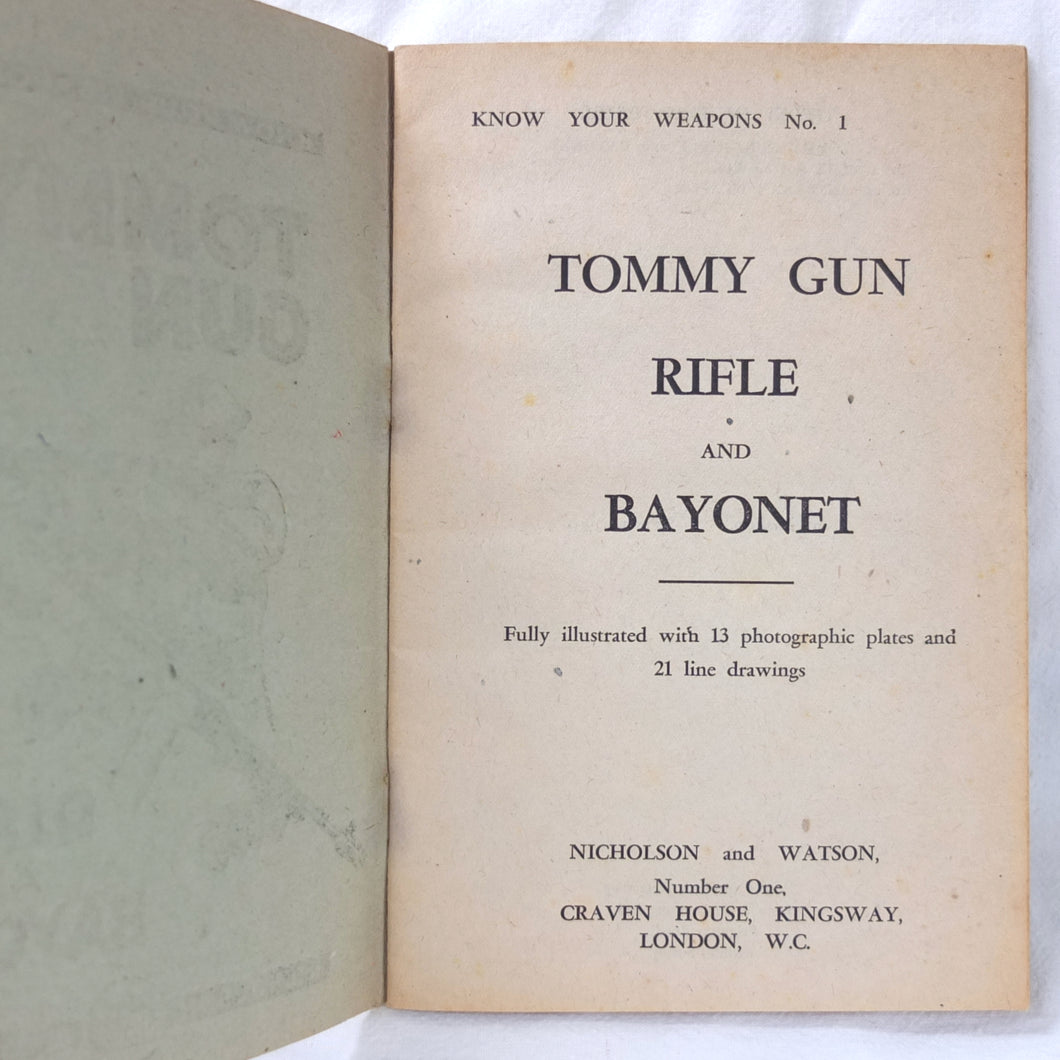 KNOW YOUR WEAPONS No. 1
TOMMY GUN
RIFLE
AND
BAYONET
Fully illustrated with 13 photographic plates and
21 line drawings
NICHOLSON and WATSON,
Number One,
CRAVEN HOUSE, KINGSWAY,
LONDON, W.C.